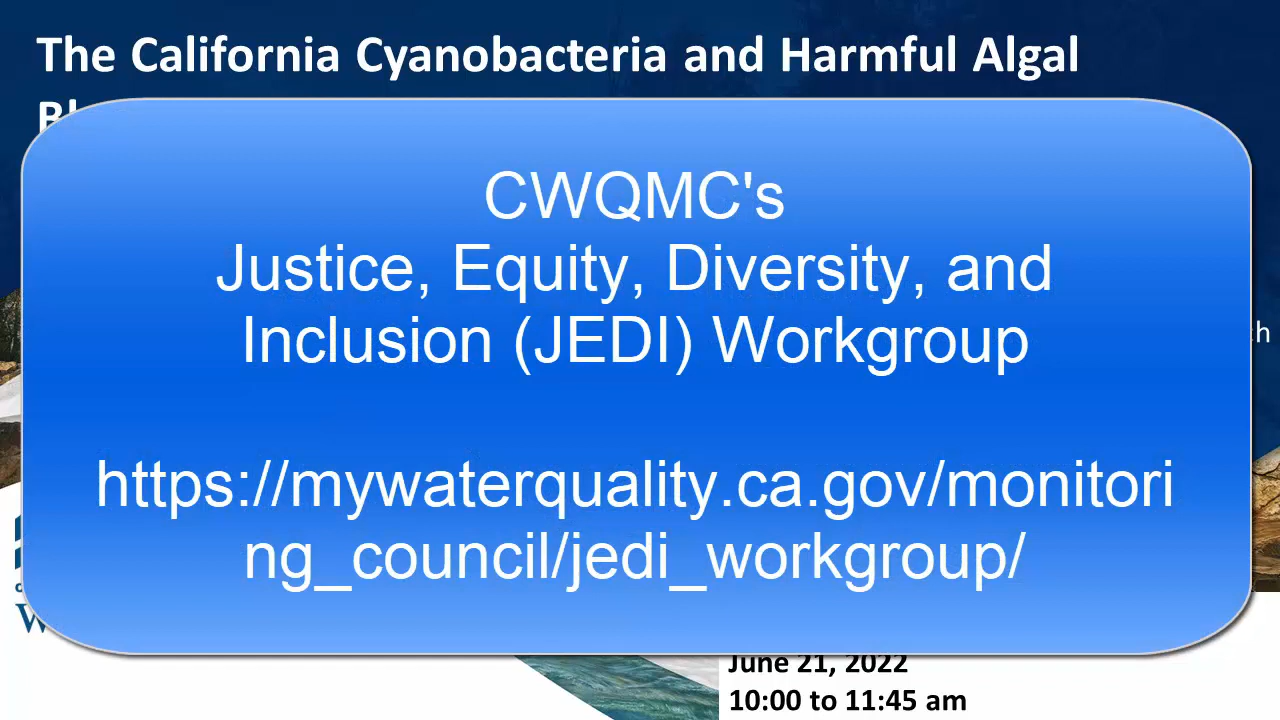 The California Cyanobacteria and Harmful Algal
CWQMC's
Justice, Equity, Diversity, and
Inclusion (JEDI) Workgroup
https://mywaterquality.ca.gov/monitori
ng_council/jedi_workgroup/
June 21, 2022
10:00 to 11:45 am